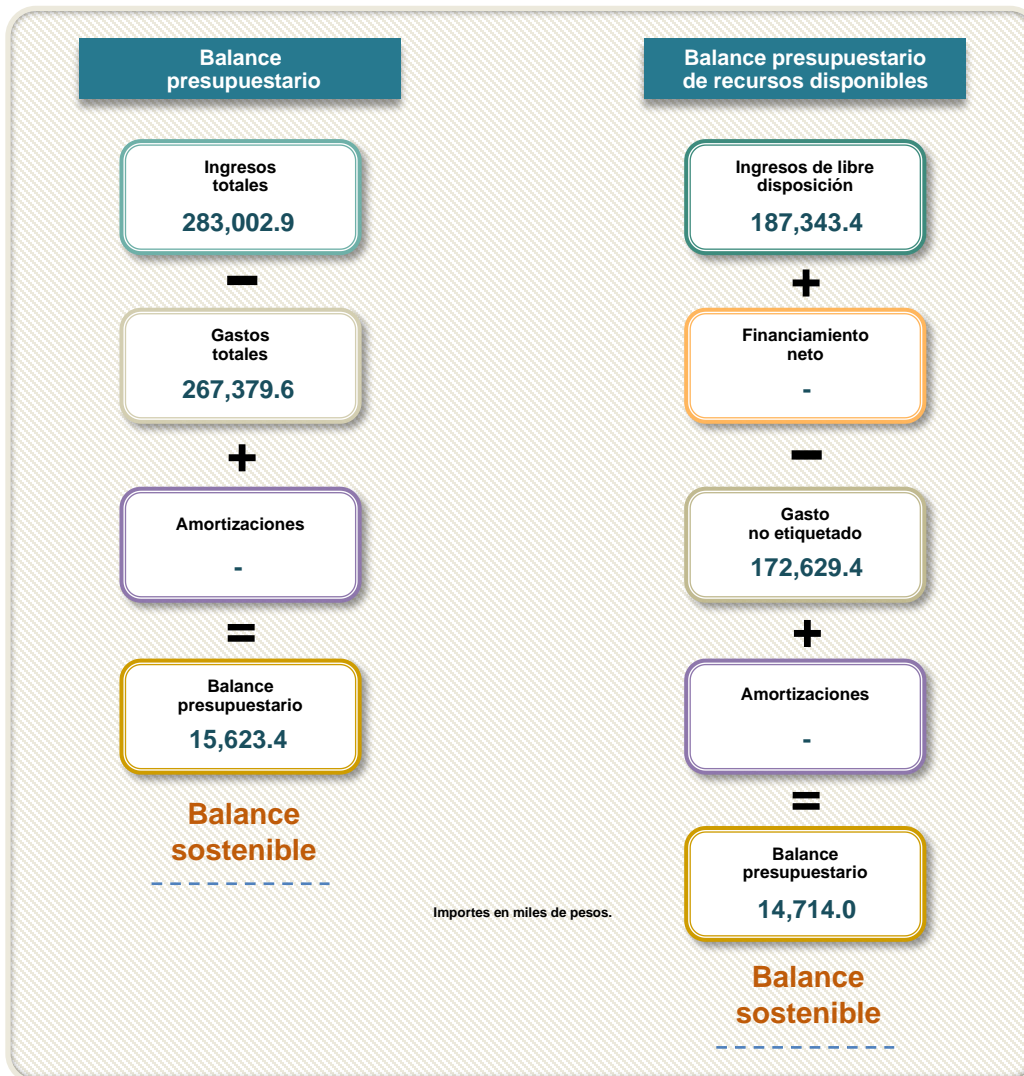 Balance
presupuestario
Ingresos
totales
283,002.9
−
Gastos
totales
267,379.6
+
Amortizaciones
-
=
Balance
presupuestario
15,623.4
Balance
sostenible
Balance presupuestario
de recursos disponibles
Ingresos de libre
disposición
187,343.4
+
Financiamiento
neto
-
−
Gasto
no etiquetado
172,629.4
+
Amortizaciones
-
=
Balance
presupuestario
14,714.0
Balance
sostenible
Importes en miles de pesos.